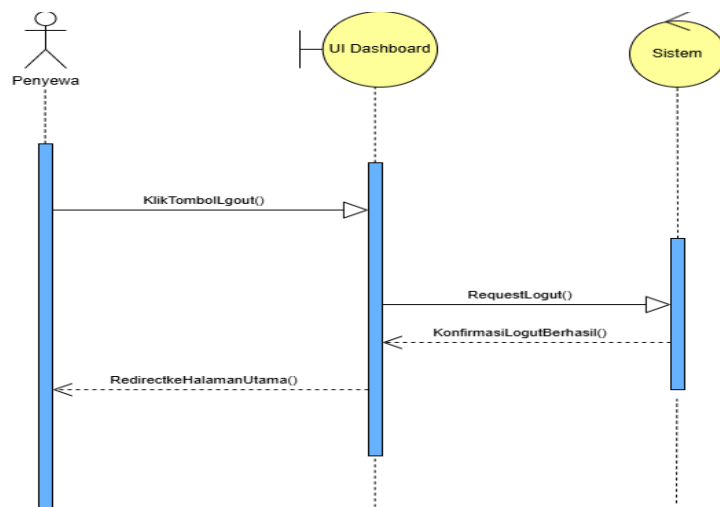 UI Dashboard
Sistem
Penyewa
KlikTombolLgout()
RequestLogut()
KonfirmasiLogutBerhasil()
RedirectkeHalamanUtama()